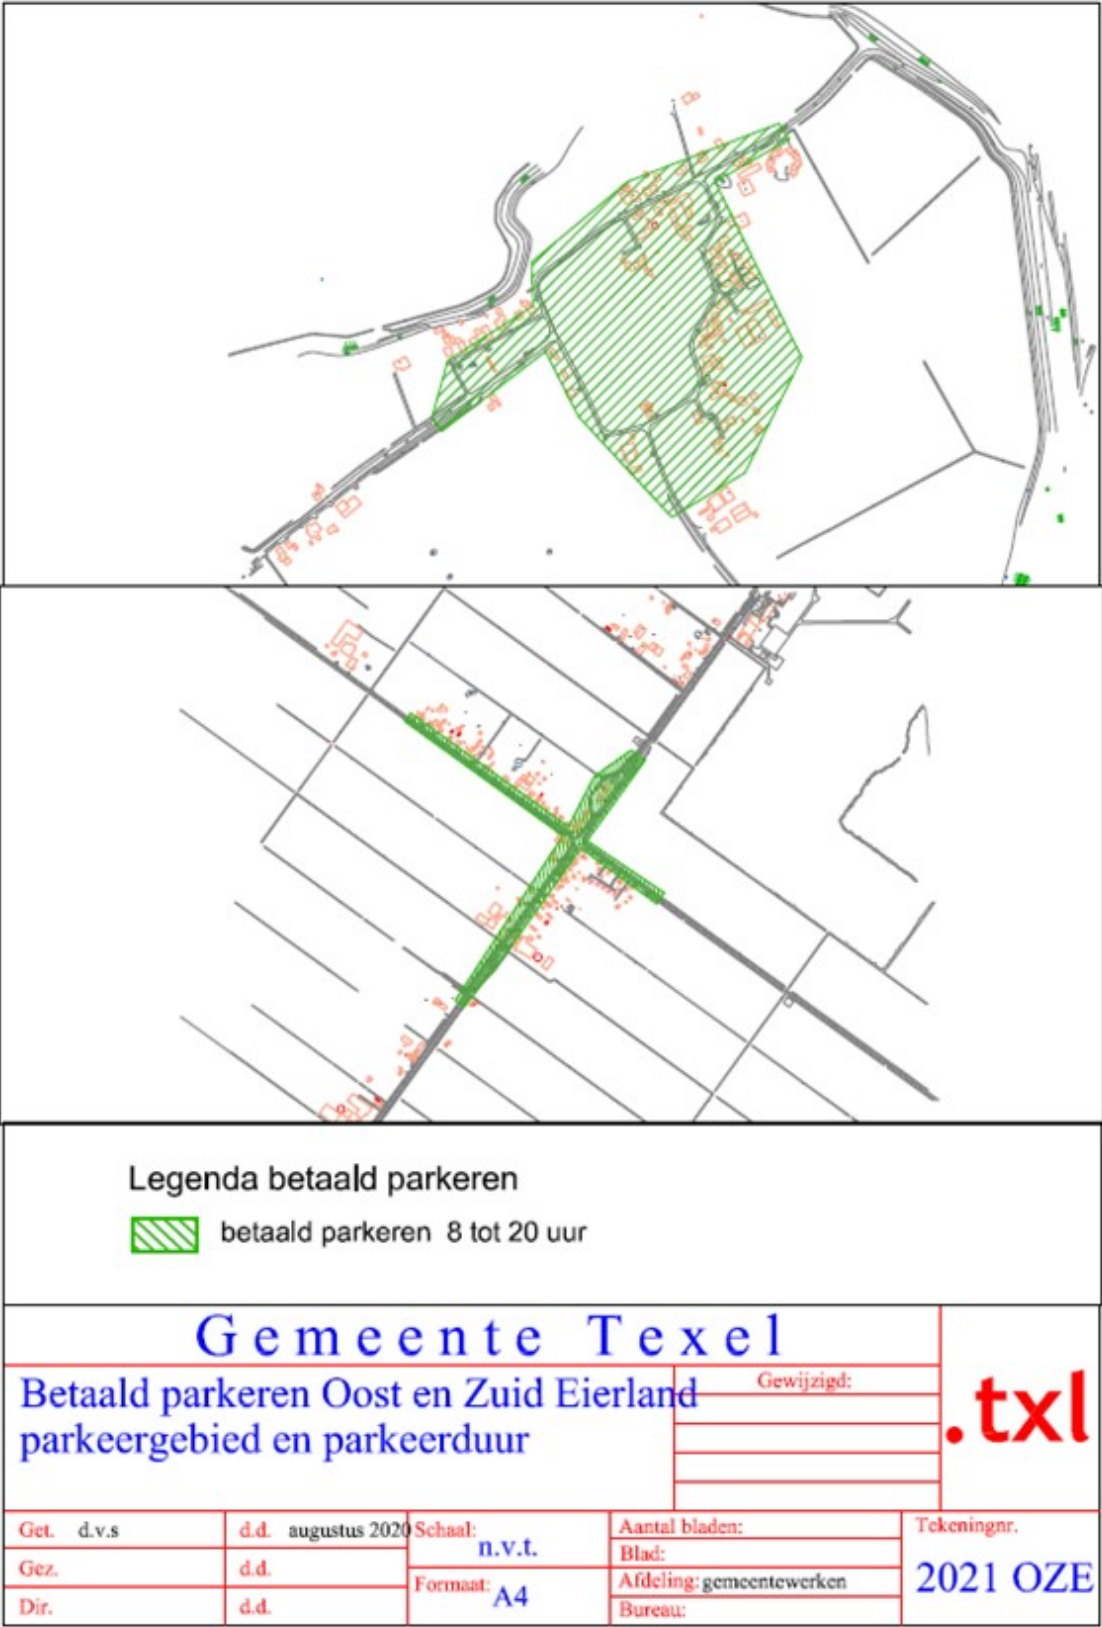 Legenda betaald parkeren
betaald parkeren 8 tot 20 uur
Gemeente Texel
Betaald parkeren Oost en Zuid Eierland
parkeergebied en parkeerduur
Gewijzigd:
.txl
Get. d.v.s
d.d. augustus 2020
Schaal: n.v.t.
Aantal bladen:
Tekeningnr.
Gez.
d.d.
Blad:
2021 OZE
Formaat: A4
Afdeling: gemeentewerken
Dir.
d.d.
Bureau: